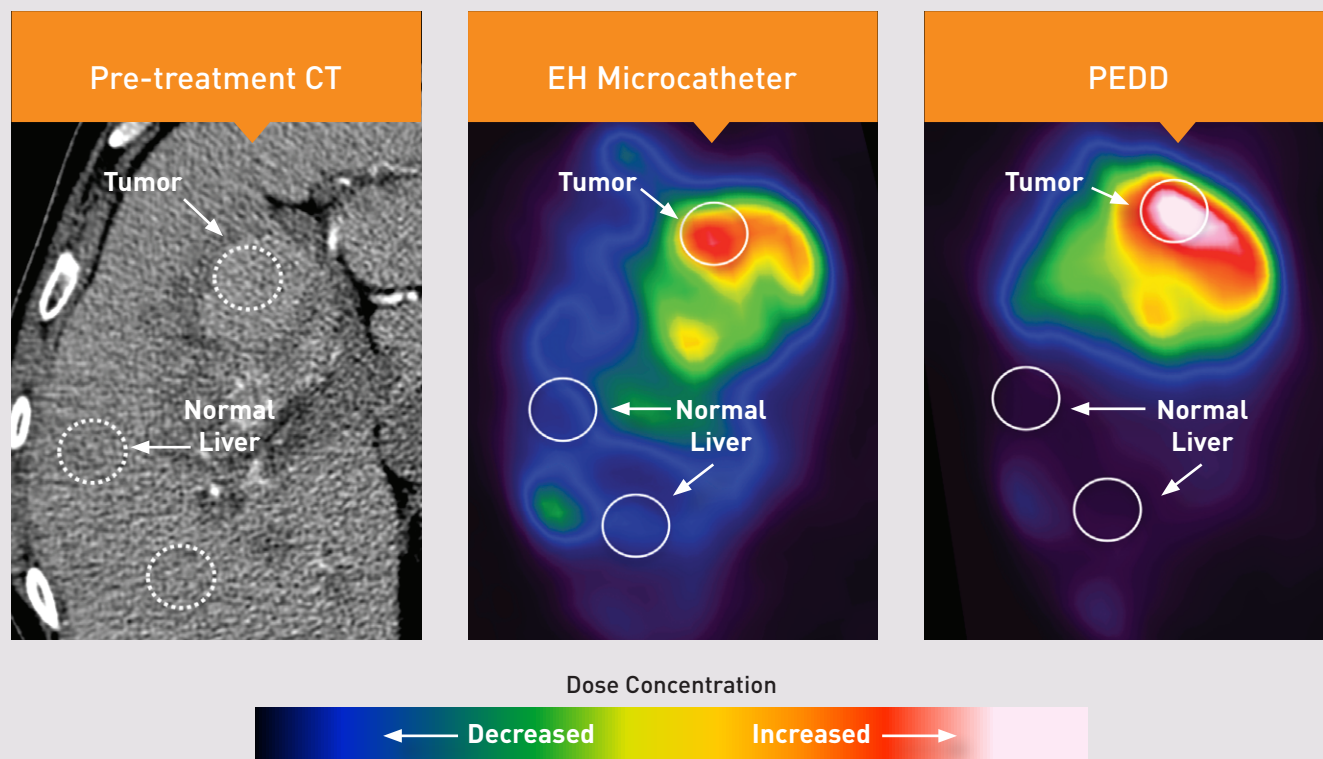 Pre-treatment CT
EH Microcatheter
PEDD
Tumor
Normal
Liver
Tumor
Normal
Liver
Tumor
Normal
Liver
Dose Concentration
Decreased
Increased